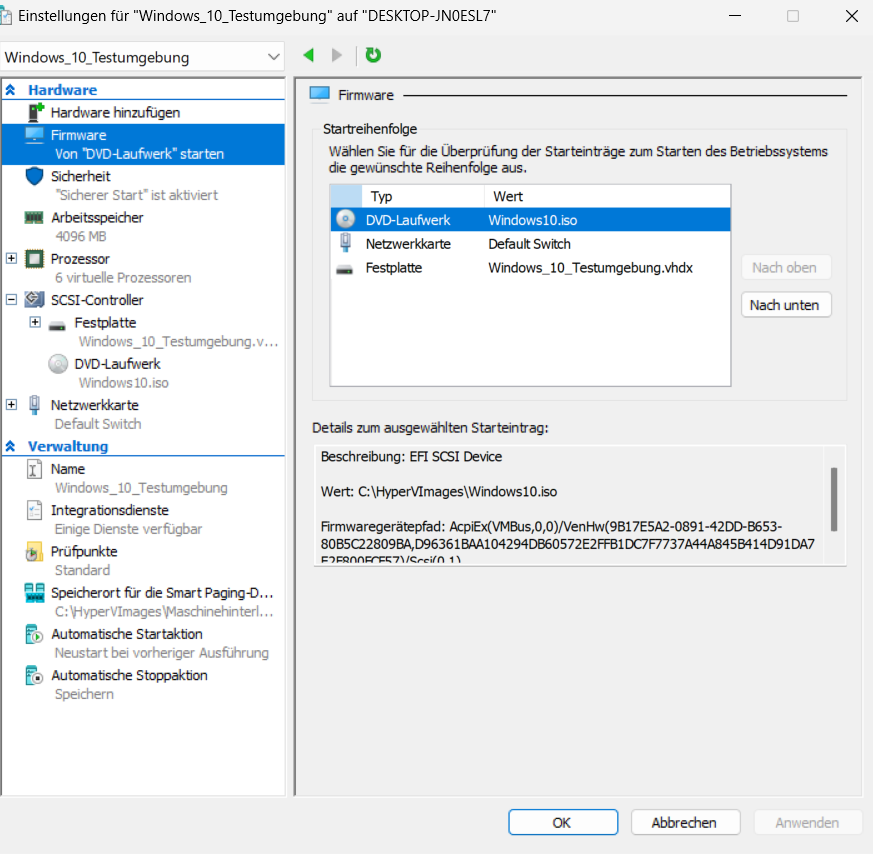 Einstellungen für "Windows_10_Testumgebung" auf "DESKTOP-JN0ESL7"
Windows_10_Testumgebung
Hardware
Hardware hinzufügen
Firmware
Von "DVD-Laufwerk" starten
Sicherheit
"Sicherer Start" ist aktiviert
Arbeitsspeicher
4096 MB
Prozessor
6 virtuelle Prozessoren
SCSI-Controller
Festplatte
Windows_10_Testumgebung.v...
DVD-Laufwerk
Windows10.iso
Netzwerkkarte
Default Switch
Verwaltung
Name
Windows_10_Testumgebung
Integrationsdienste
Einige Dienste verfügbar
Prüfpunkte
Standard
Speicherort für die Smart Paging-D...
C:\HyperVImages\Maschinehinterl...
Automatische Startaktion
Neustart bei vorheriger Ausführung
Automatische Stoppaktion
Speichern
Firmware
Startreihenfolge
Wählen Sie für die Überprüfung der Starteinträge zum Starten des Betriebssystems
die gewünschte Reihenfolge aus.
Typ Wert
DVD-Laufwerk Windows10.iso
Netzwerkkarte Default Switch
Festplatte Windows_10_Testumgebung.vhdx
Nach oben
Nach unten
Details zum ausgewählten Starteintrag:
Beschreibung: EFI SCSI Device
Wert: C:\HyperVImages\Windows10.iso
Firmwaregerätepfad: AcpiEx(VMBus,0,0)/VenHw(9B17E5A2-0891-42DD-B653-
80B5C22809BA,D96361BAA104294DB60572E2FFB1DC7F7737A44A845B414D91DA7
E2F800FCF57)/Scsi(0,1)
OK Abbrechen Anwenden